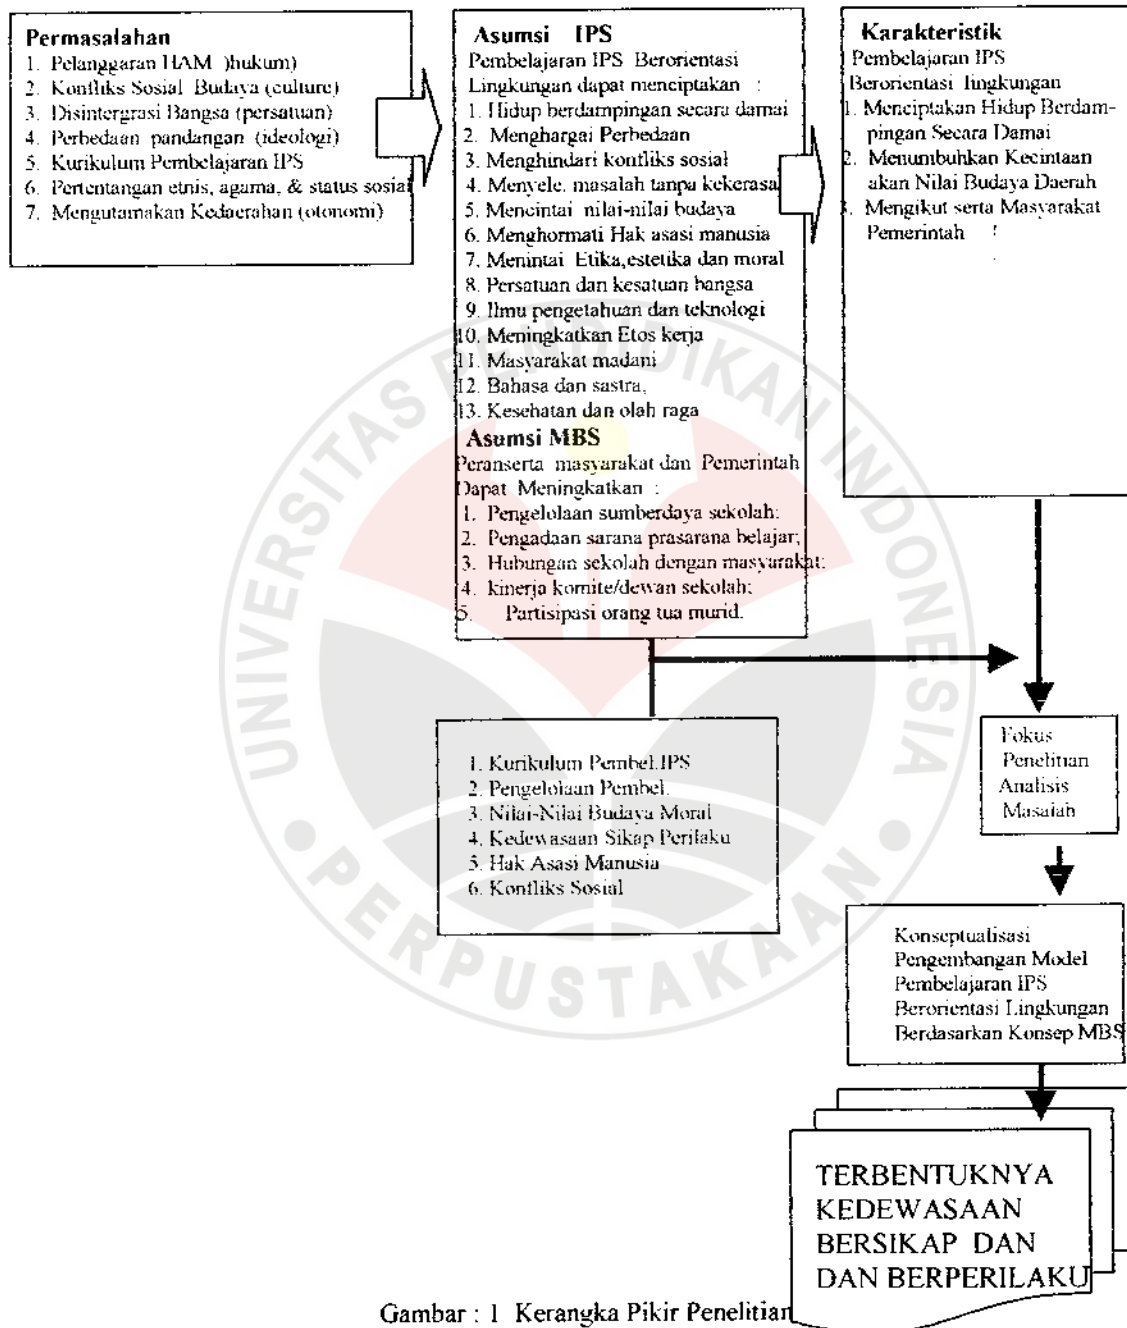 Permasalahan
1. Pelanggaran HAM )hukum)
2. Konfliks Sosial Budaya (culture)
3. Disintergrasi Bangsa (persatuan)
4. Perbedaan pandangan (ideologi)
5. Kurikulum Pembelajaran IPS
6. Pertentangan etnis, agama, & status sosial
7. Mengutamakan Kedaerahan (otonomi)
Asumsi IPS
Pembelajaran IPS Berorientasi
Lingkungan dapat menciptakan :
1. Hidup berdampingan secara damai
2. Menghargai Perbedaan
3. Menghindari konfliks sosial
4. Menyele. masalah tanpa kekerasa
5. Mencintai nilai-nilai budaya
6. Menghormati Hak asasi manusia
7. Menintai Etika,estetika dan moral
8. Persatuan dan kesatuan bangsa
9. Ilmu pengetahuan dan teknologi
10. Meningkatkan Etos kerja
11. Masyarakat madani
12. Bahasa dan sastra,
13. Kesehatan dan olah raga
Asumsi MBS
Peranserta masyarakat dan Pemerintah
Dapat Meningkatkan :
1. Pengelolaan sumberdaya sekolah;
2. Pengadaan sarana prasarana belajar;
3. Hubungan sekolah dengan masyarakat;
4. kinerja komite/dewan sekolah;
5. Partisipasi orang tua murid.
Karakteristik
Pembelajaran IPS
Berorientasi lingkungan
1. Menciptakan Hidup Berdam-
pingan Secara Damai
2. Menumbuhkan Kecintaan
akan Nilai Budaya Daerah
3. Mengikut serta Masyarakat
Pemerintah !
1. Kurikulum Pembel.IPS
2. Pengelolaan Pembel.
3. Nilai-Nilai Budaya Moral
4. Kedewasaan Sikap Perilaku
5. Hak Asasi Manusia
6. Konfliks Sosial
Fokus
Penelitian
Analisis
Masalah
Konseptualisasi
Pengembangan Model
Pembelajaran IPS
Berorientasi Lingkungan
Berdasarkan Konsep MBS
TERBENTUKNYA
KEDEWASAAN
BERSIKAP DAN
DAN BERPERILAKU
Gambar : 1 Kerangka Pikir Penelitian
UNIVERSITAS PENDIDIKAN INDONESIA
PERPUSTAKAAN